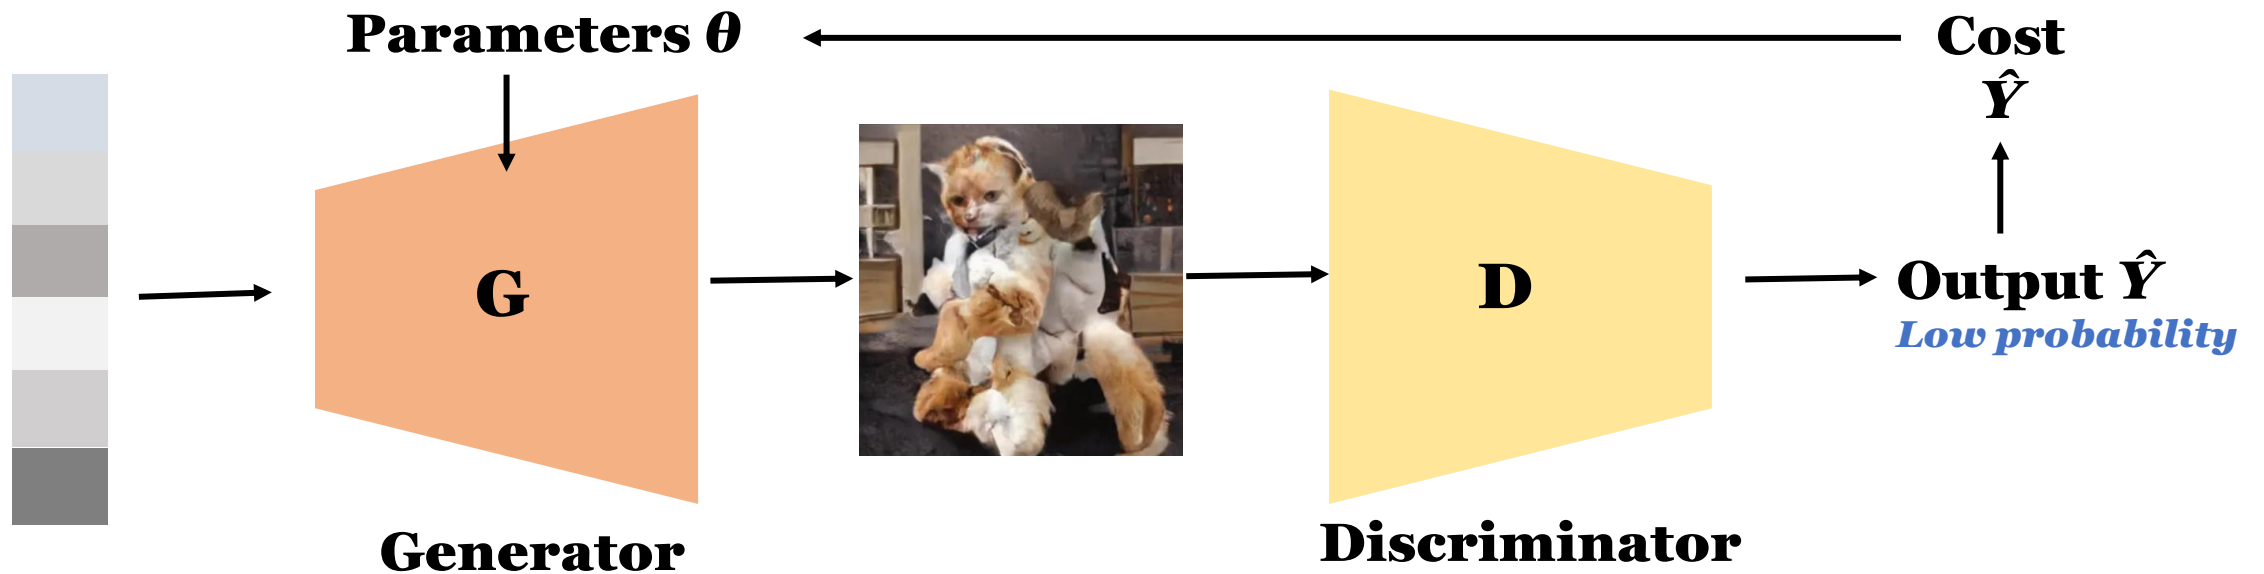 Parameters θ
Cost
Ŷ
G
D
Output Ŷ
Low probability
Generator
Discriminator